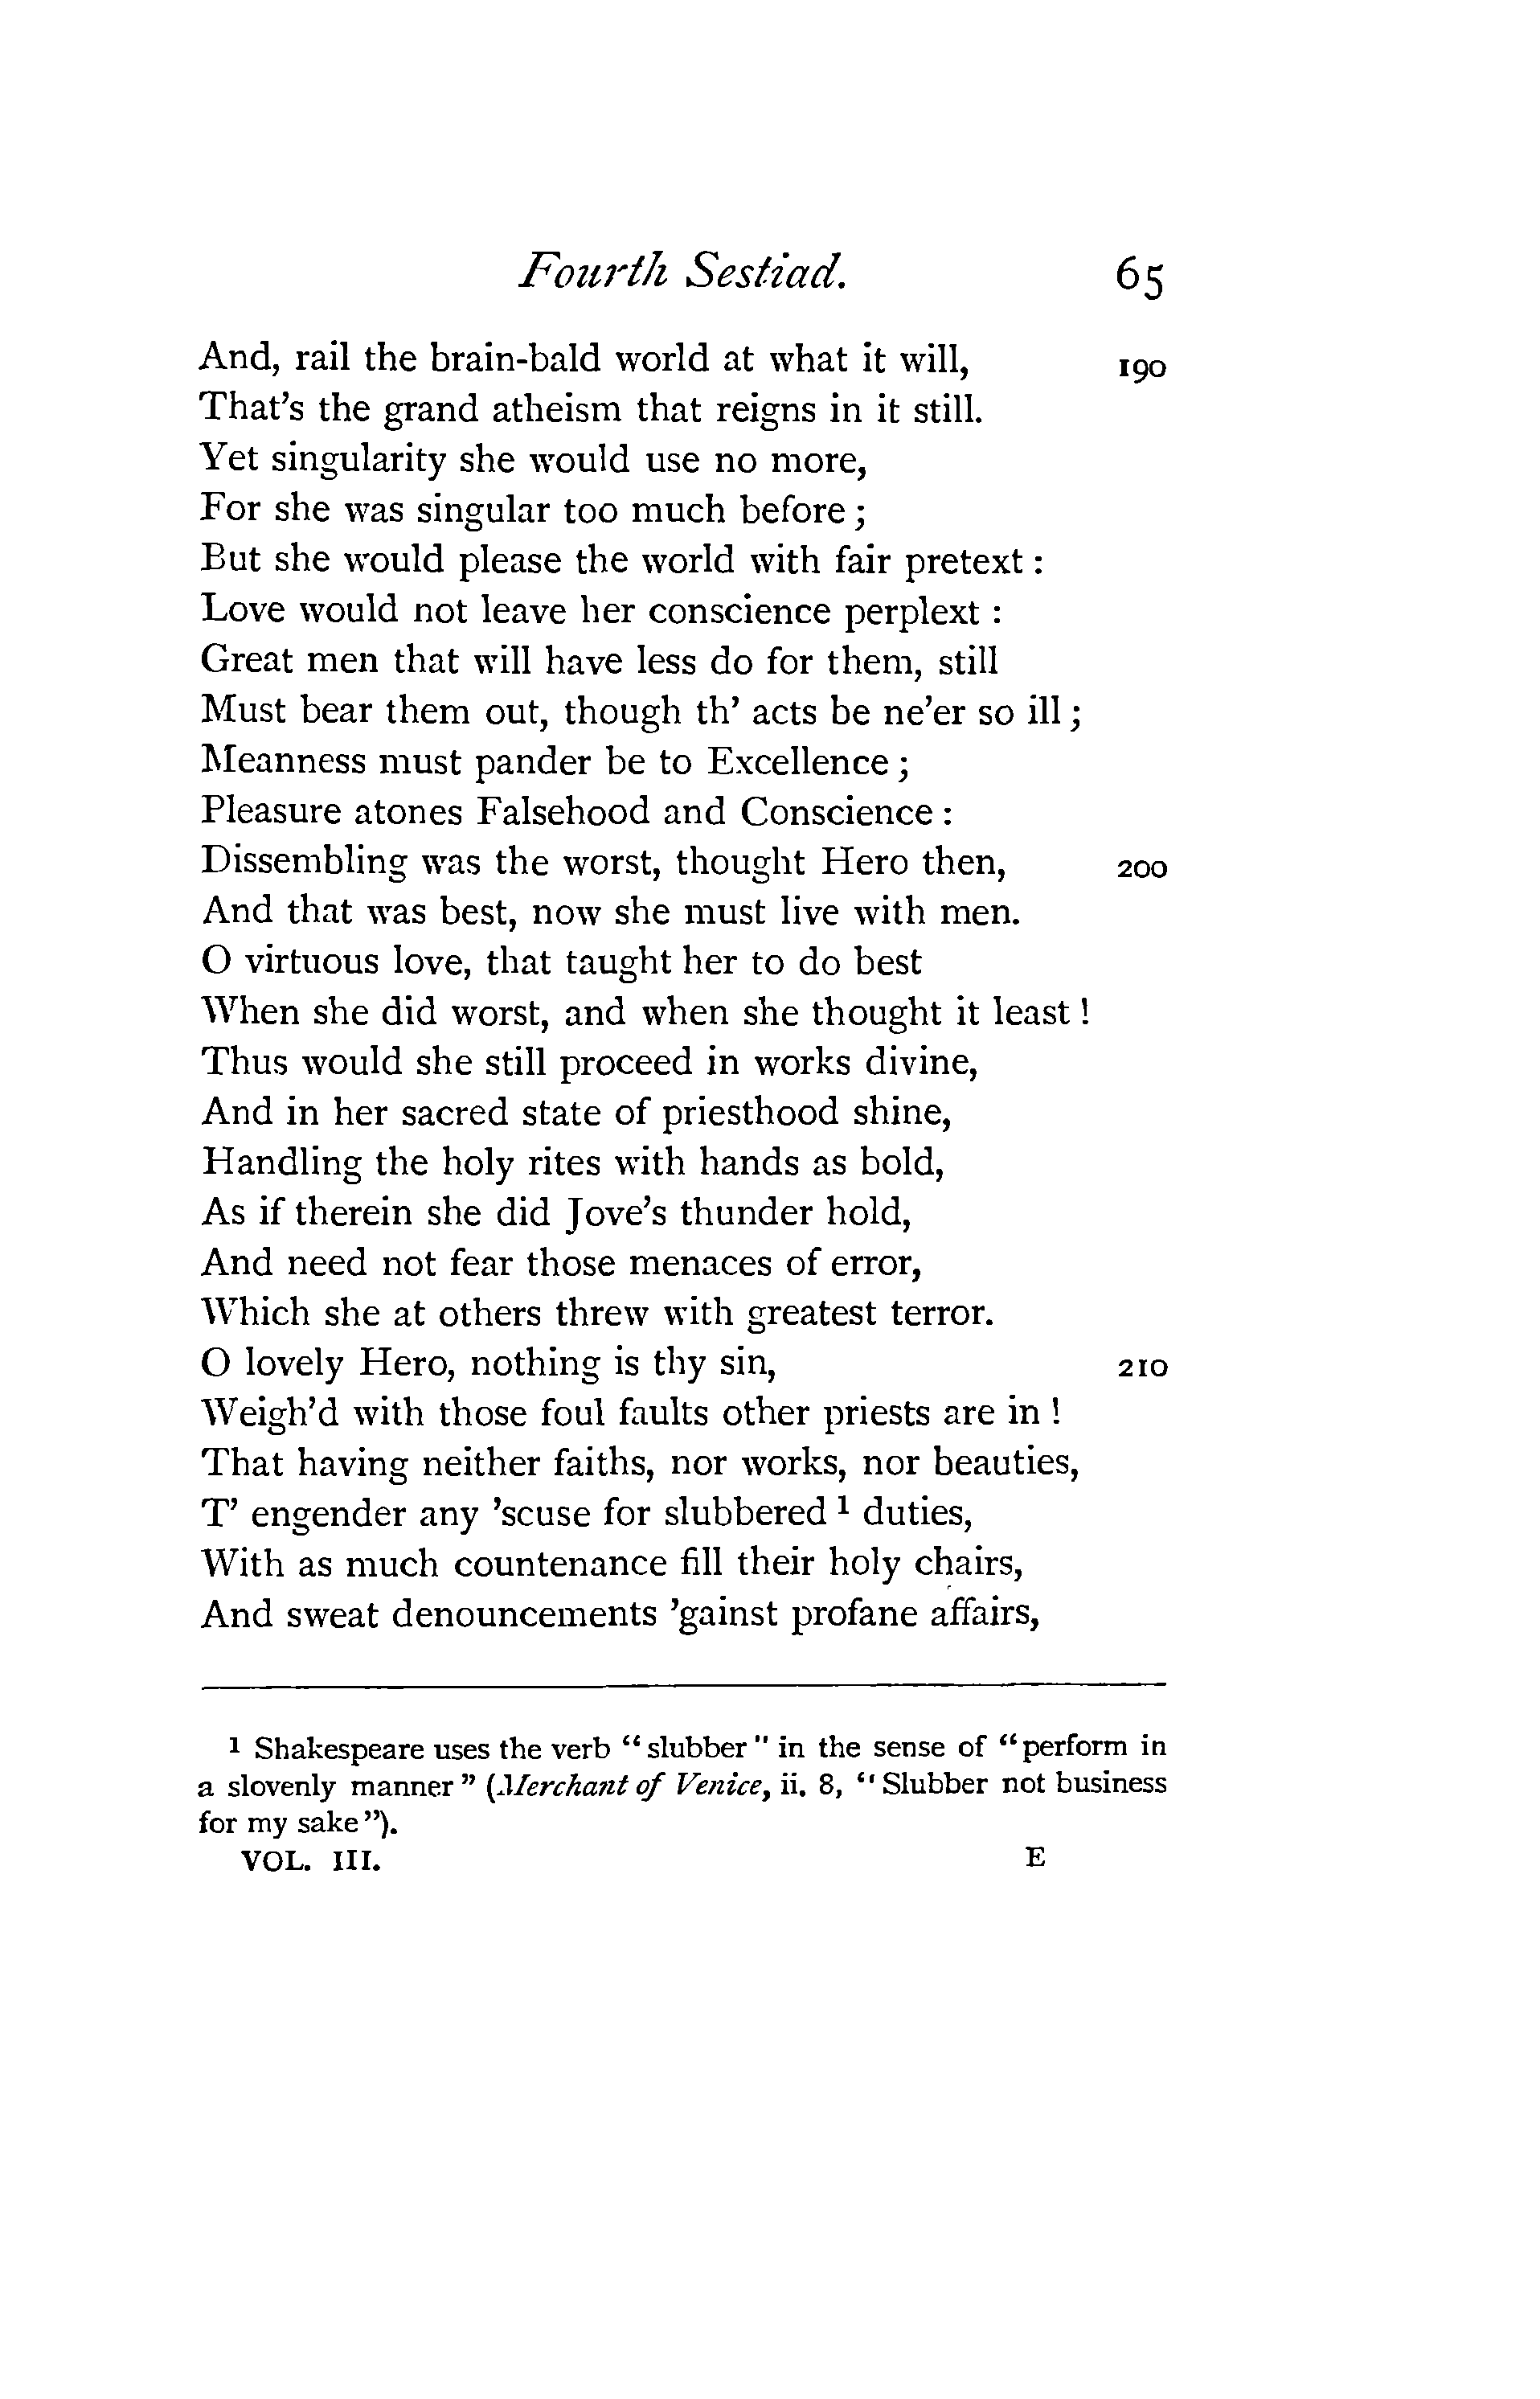 Fourth Sestiad. 65
And, rail the brain-bald world at what it will, 190
That's the grand atheism that reigns in it still.
Yet singularity she would use no more,
For she was singular too much before ;
But she would please the world with fair pretext :
Love would not leave her conscience perplext :
Great men that will have less do for them, still
Must bear them out, though th' acts be ne'er so ill ;
Meanness must pander be to Excellence ;
Pleasure atones Falsehood and Conscience :
Dissembling was the worst, thought Hero then, 200
And that was best, now she must live with men.
O virtuous love, that taught her to do best
When she did worst, and when she thought it least !
Thus would she still proceed in works divine,
And in her sacred state of priesthood shine,
Handling the holy rites with hands as bold,
As if therein she did Jove's thunder hold,
And need not fear those menaces of error,
Which she at others threw with greatest terror.
O lovely Hero, nothing is thy sin, 210
Weigh'd with those foul faults other priests are in !
That having neither faiths, nor works, nor beauties,
T' engender any 'scuse for slubbered ¹ duties,
With as much countenance fill their holy chairs,
And sweat denouncements 'gainst profane affairs,
¹ Shakespeare uses the verb “slubber" in the sense of “perform in
a slovenly manner” (Merchant of Venice, ii. 8, “Slubber not business
for my sake”).
VOL. III. E